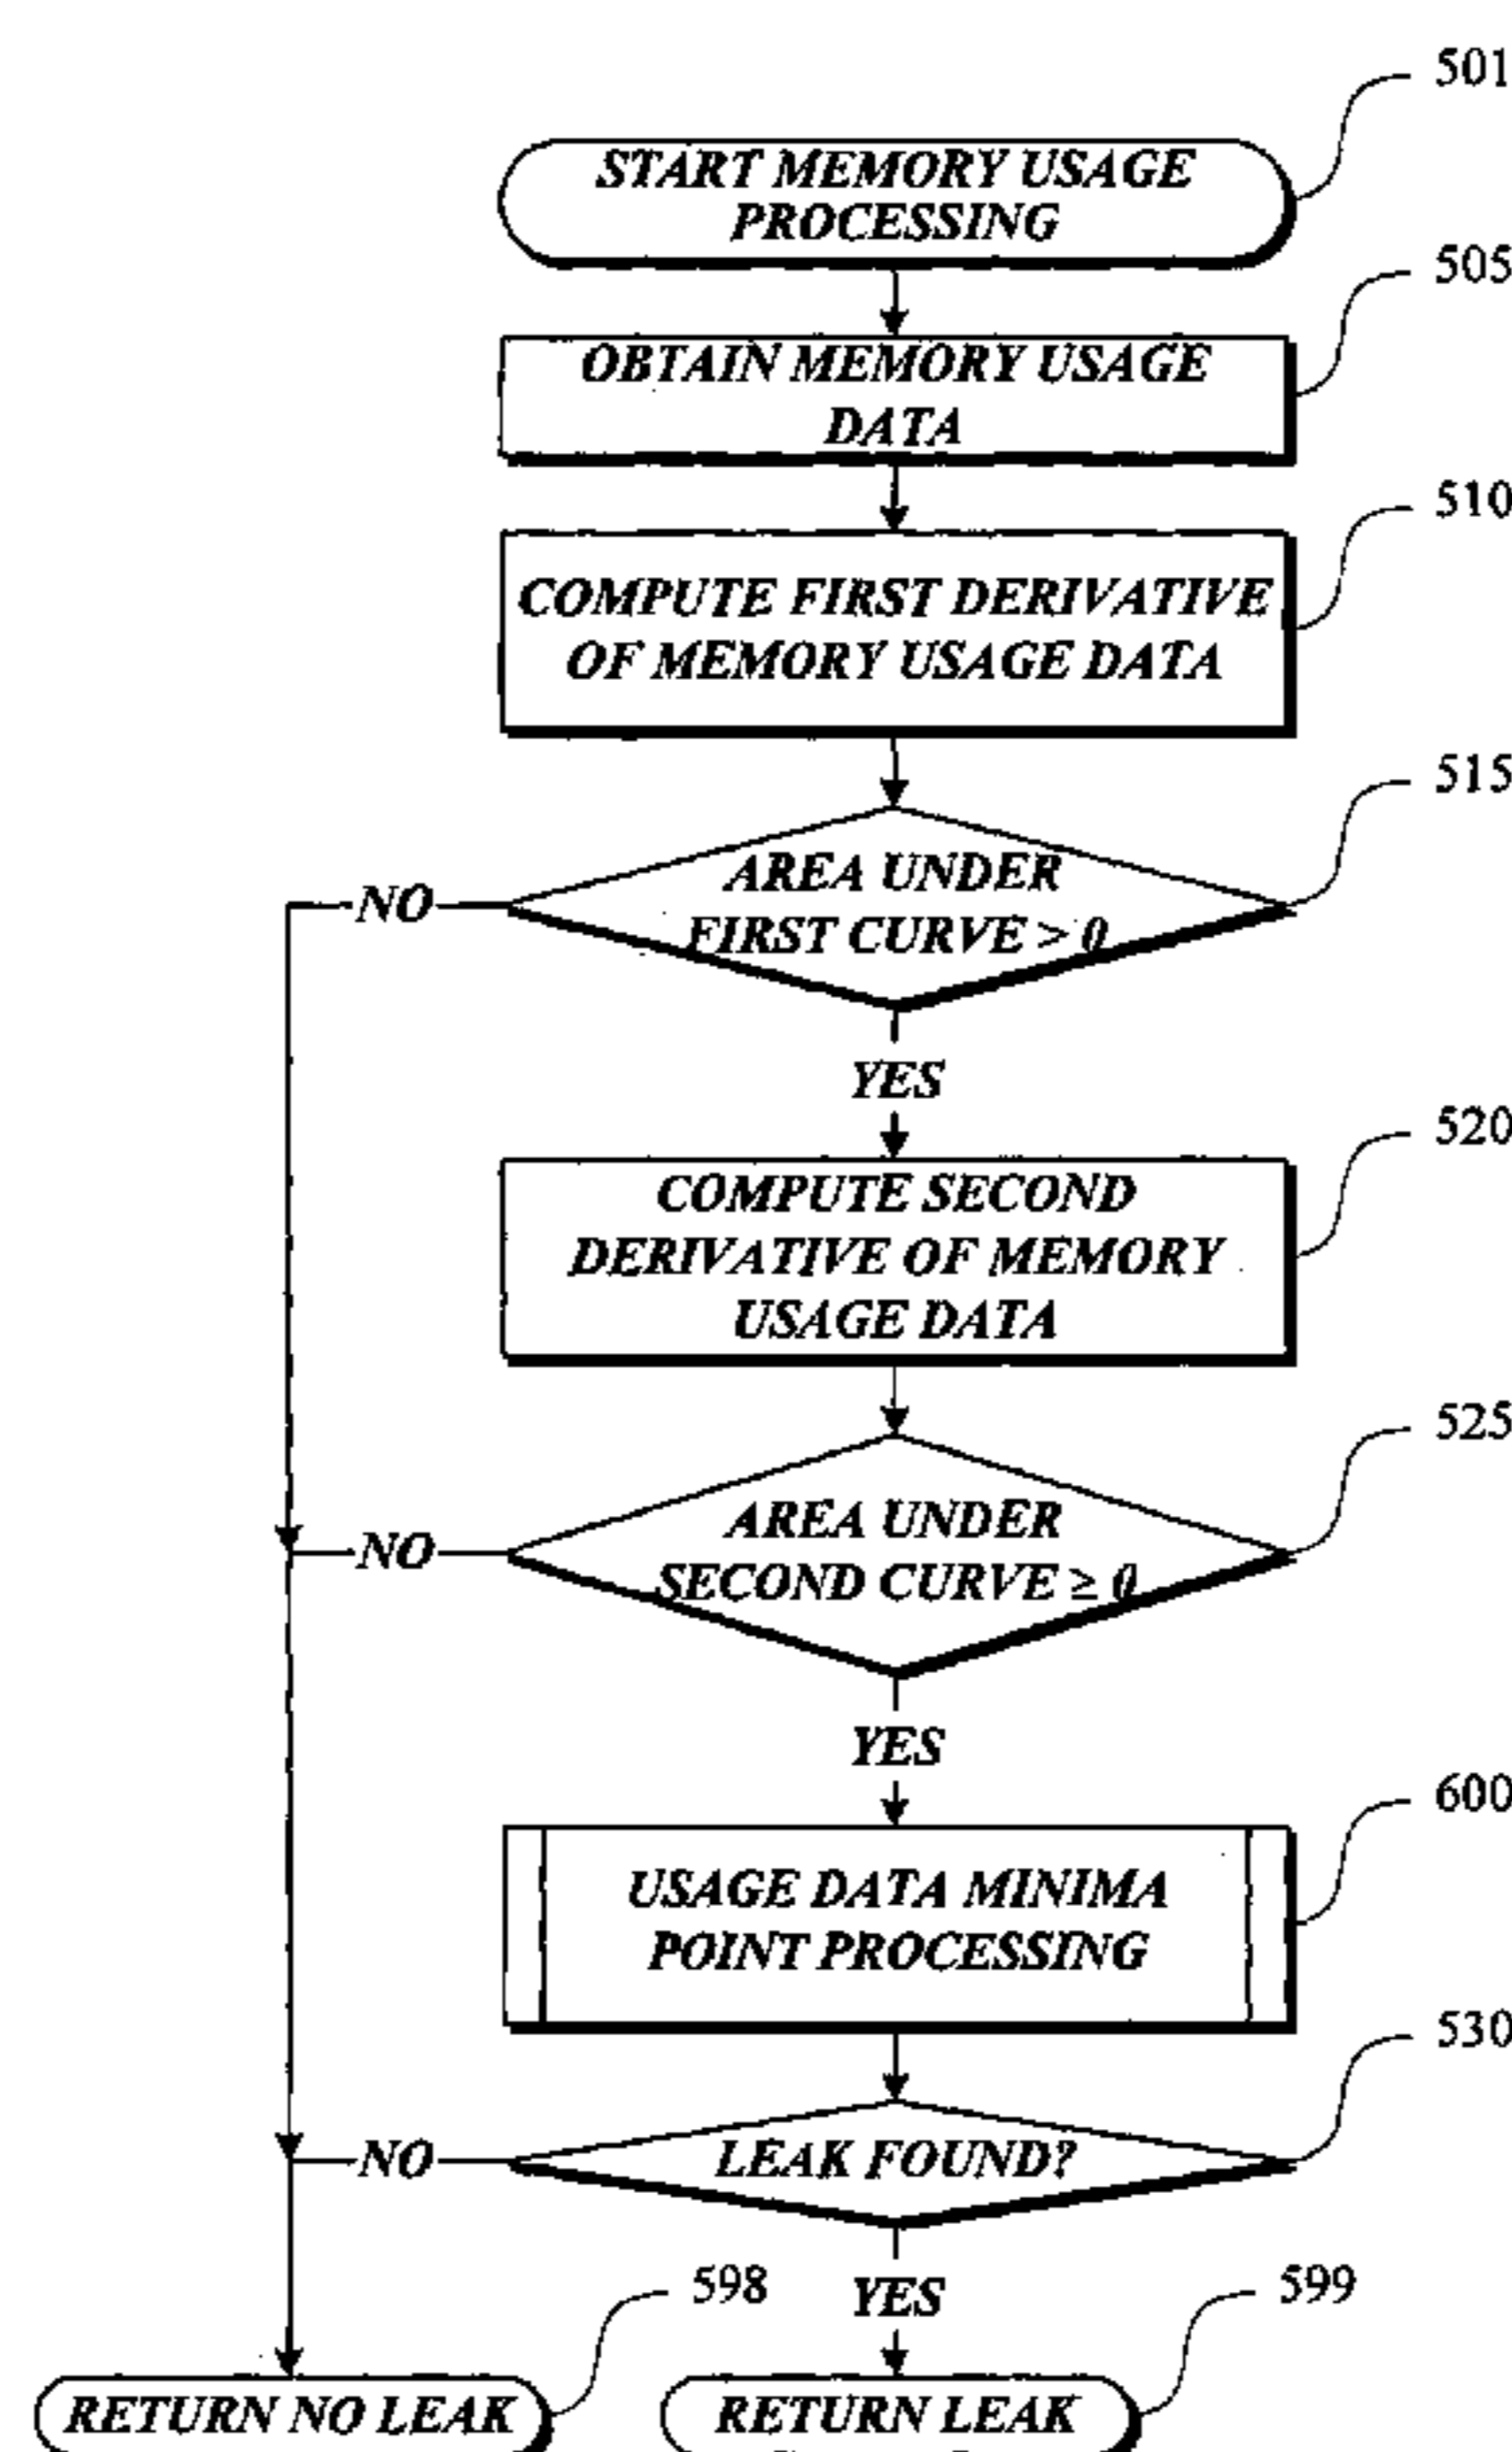 501
START MEMORY USAGE
PROCESSING
505
OBTAIN MEMORY USAGE
DATA
510
COMPUTE FIRST DERIVATIVE
OF MEMORY USAGE DATA
515
AREA UNDER
FIRST CURVE > 0
NO
YES
520
COMPUTE SECOND
DERIVATIVE OF MEMORY
USAGE DATA
525
AREA UNDER
SECOND CURVE ≥ 0
NO
YES
600
USAGE DATA MINIMA
POINT PROCESSING
530
LEAK FOUND?
NO
YES
598
599
RETURN NO LEAK
RETURN LEAK